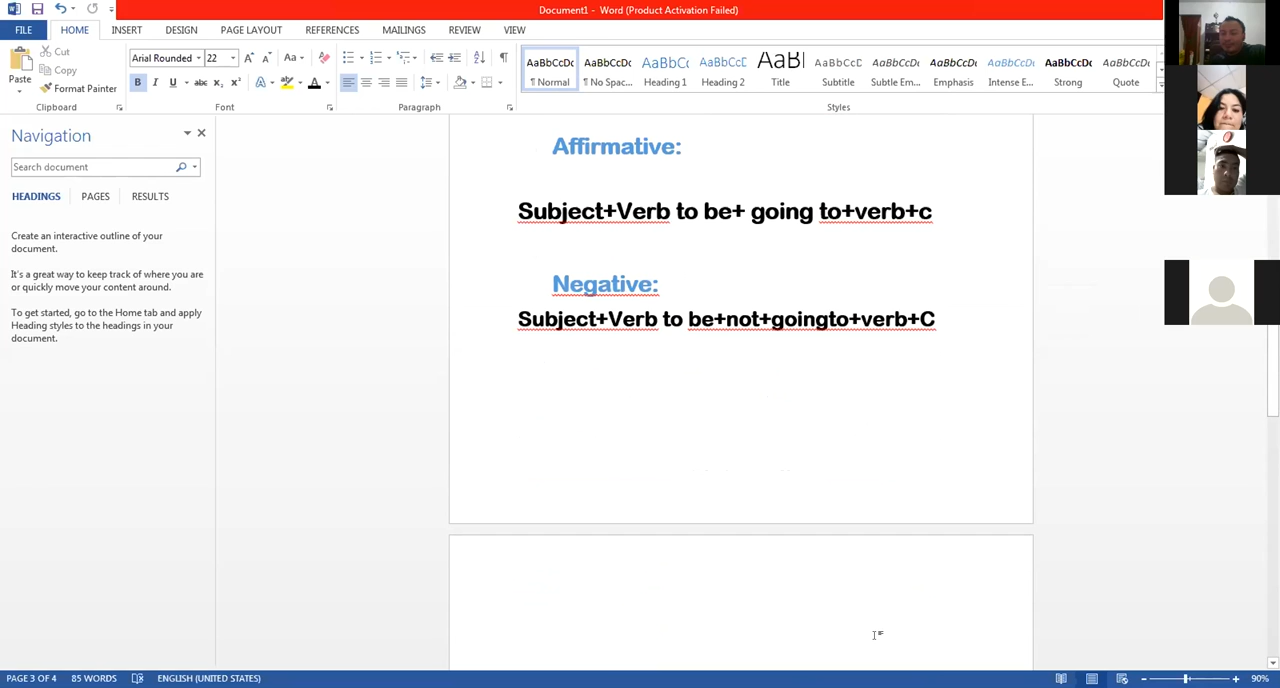 Document1 - Word (Product Activation Failed)
FILE HOME INSERT DESIGN PAGE LAYOUT REFERENCES MAILINGS REVIEW VIEW
Paste
Cut
Copy
Format Painter
Clipboard
Arial Rounded 22
Font
Paragraph
AaBbCcDc AaBbCcDc AaBbCc AaBbCcD AaBl AaBbCcD AaBbCcDc AaBbCcDc AaBbCcDc AaBbCcDc AaBbCcDc
¶ Normal ¶ No Spac... Heading 1 Heading 2 Title Subtitle Subtle Em... Emphasis Intense E... Strong Quote
Styles
Navigation
Search document
HEADINGS PAGES RESULTS
Create an interactive outline of your
document.
It's a great way to keep track of where you are
or quickly move your content around.
To get started, go to the Home tab and apply
Heading styles to the headings in your
document.
Affirmative:
Subject+Verb to be+ going to+verb+c
Negative:
Subject+Verb to be+not+goingto+verb+C
PAGE 3 OF 4 85 WORDS ENGLISH (UNITED STATES)
90%